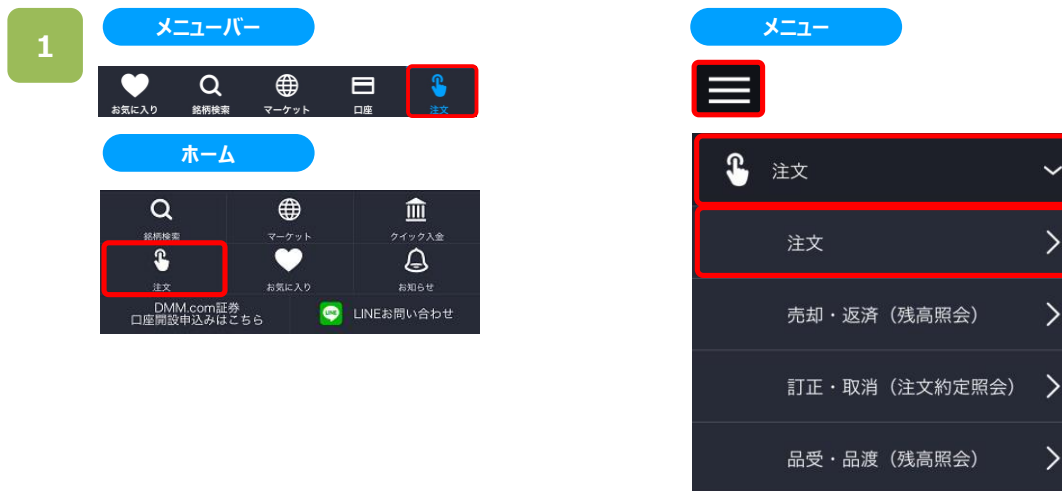 1
メニューバー
お気に入り 銘柄検索 マーケット 口座 注文
ホーム
銘柄検索 マーケット クイック入金
注文 お気に入り お知らせ
DMM.com証券
口座開設申込みはこちら
LINE LINEお問い合わせ
メニュー
注文
注文
売却・返済（残高照会）
訂正・取消（注文約定照会）
品受・品渡（残高照会）